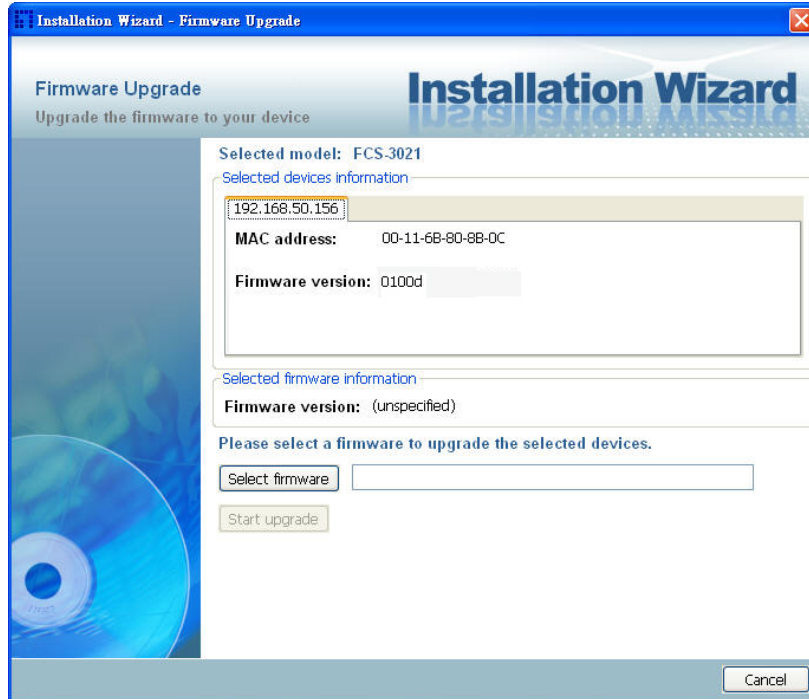 Installation Wizard - Firmware Upgrade
Firmware Upgrade
Upgrade the firmware to your device
Installation Wizard
Selected model: FCS-3021
Selected devices information
192.168.50.156
MAC address: 00-11-6B-80-8B-0C
Firmware version: 0100d
Selected firmware information
Firmware version: (unspecified)
Please select a firmware to upgrade the selected devices.
Select firmware
Start upgrade
Cancel